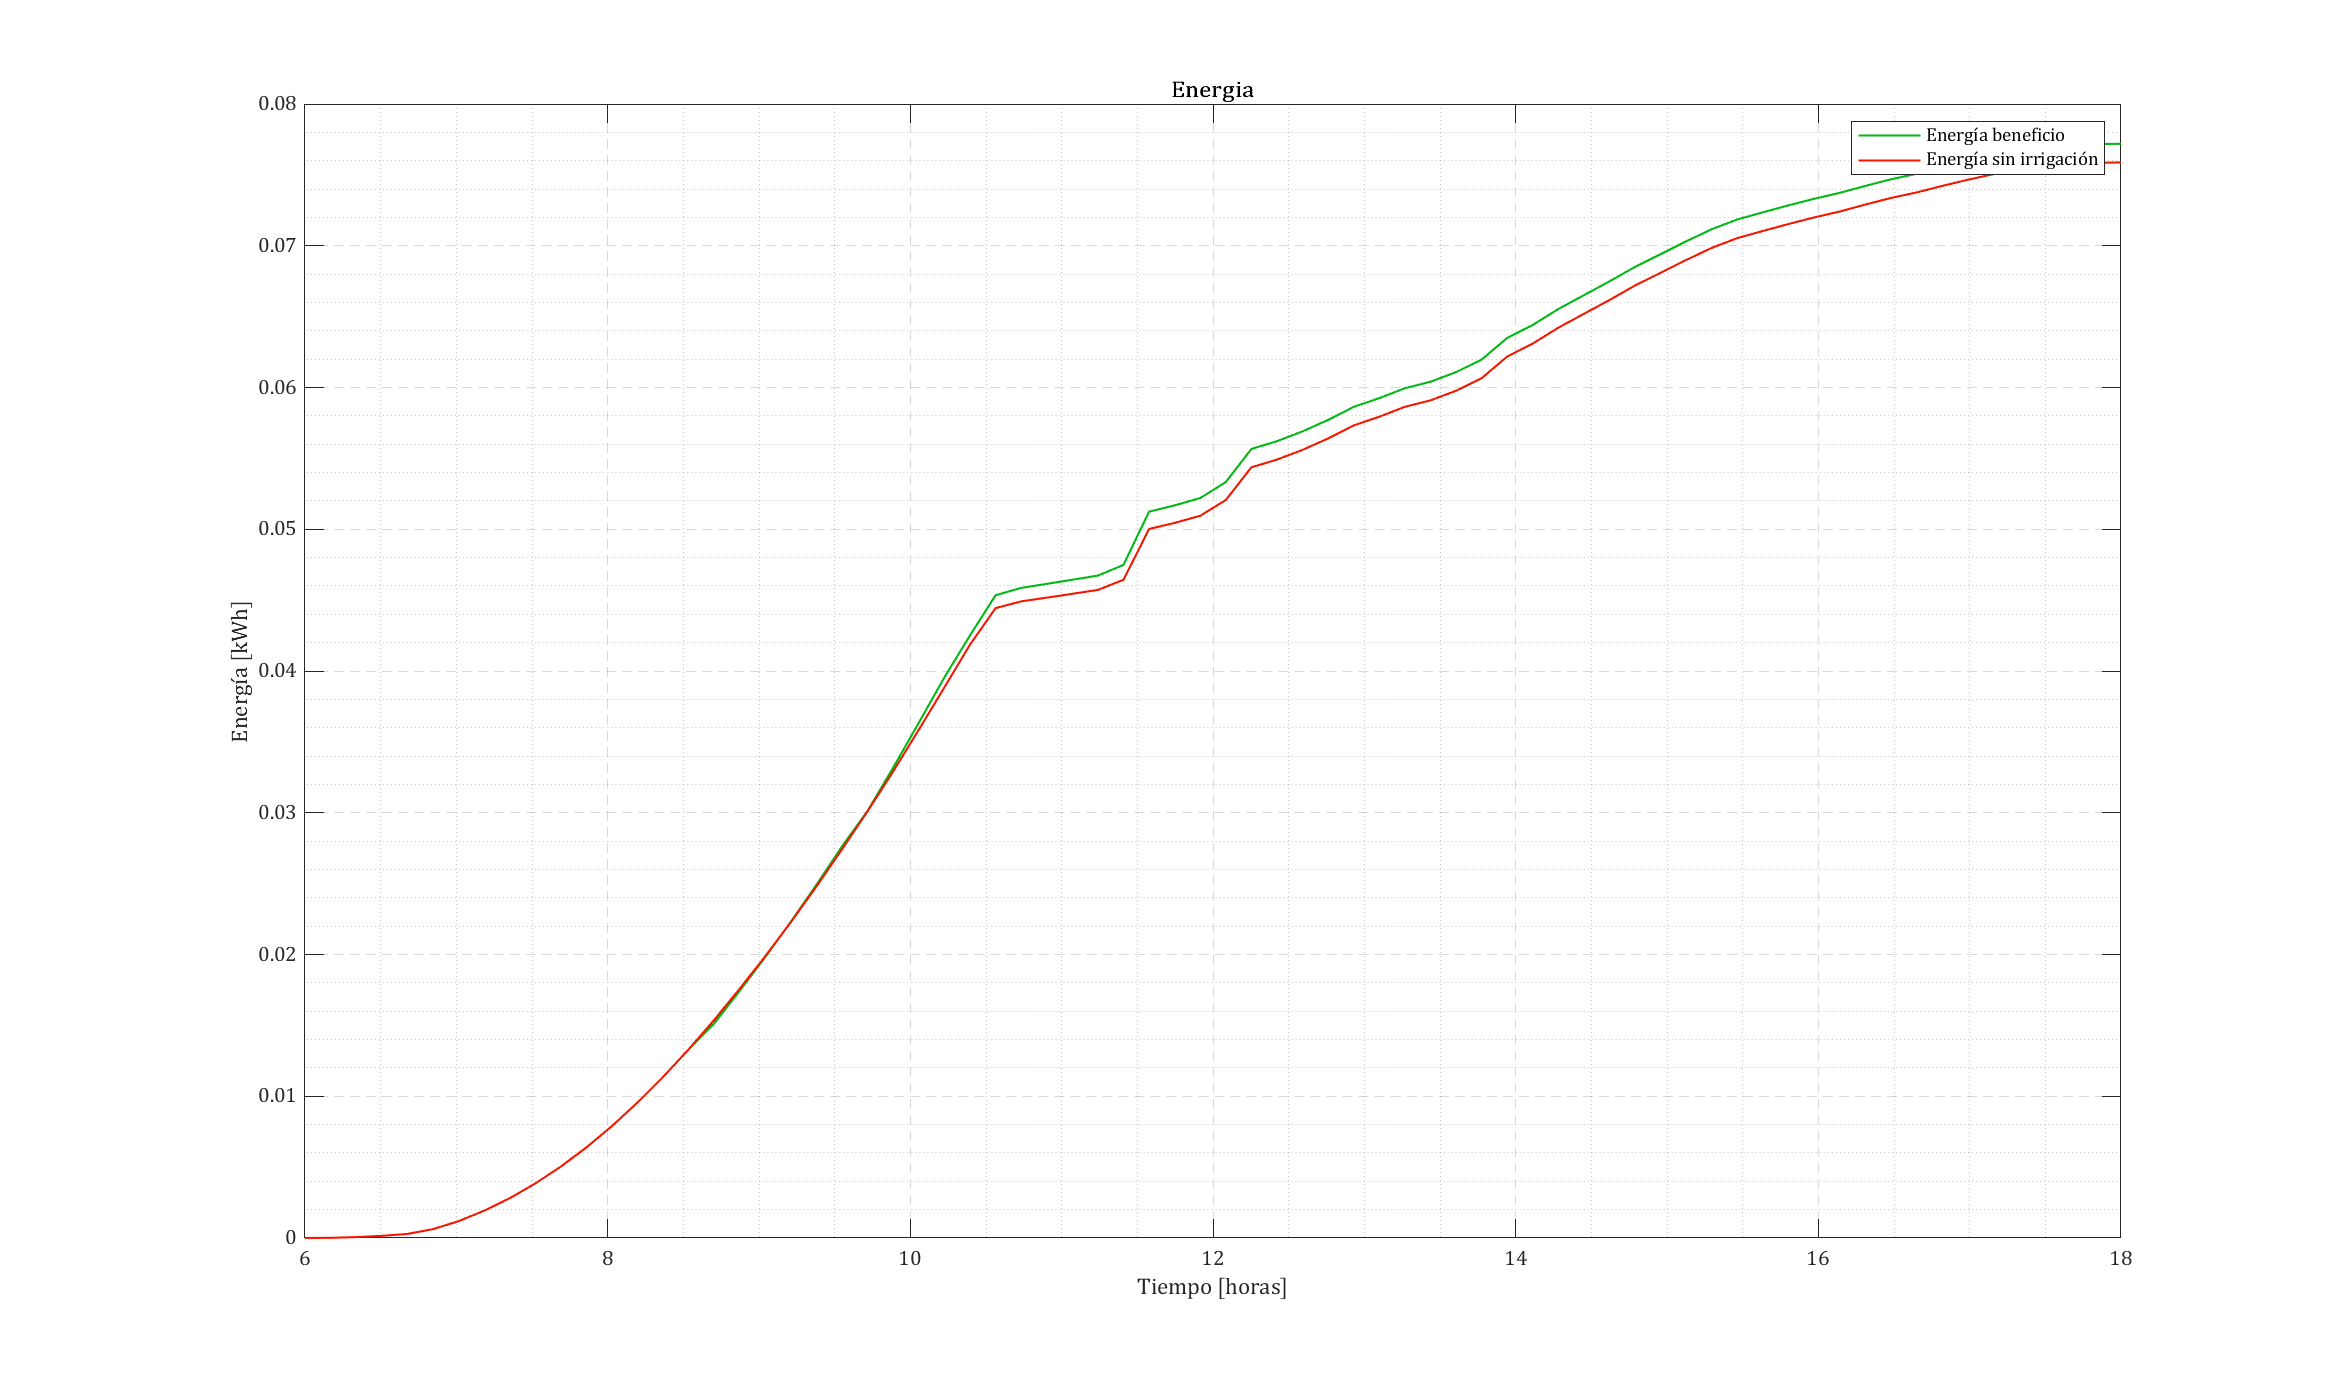 Energia
0.08
0.07
0.06
0.05
0.04
0.03
0.02
0.01
0
Energía [kWh]
Energía beneficio
Energía sin irrigación
6 8 10 12 14 16 18
Tiempo [horas]